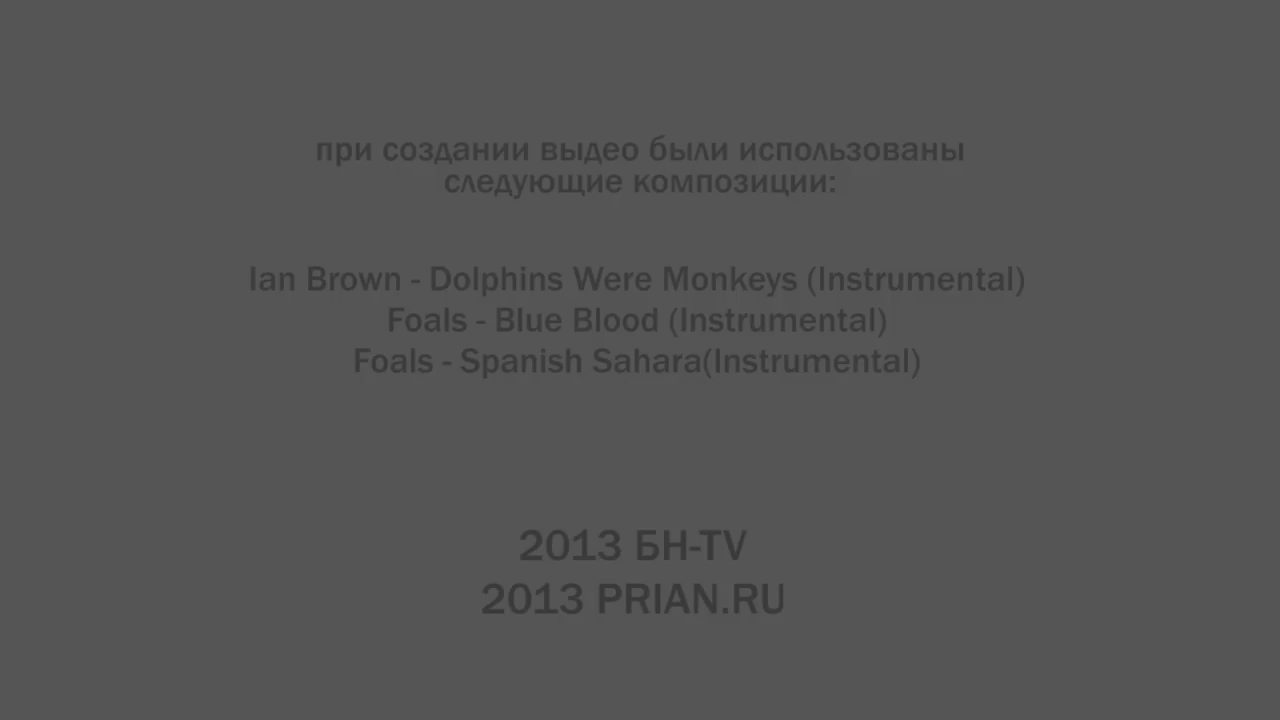 при создании выдео были использованы
следующие композиции:
Ian Brown - Dolphins Were Monkeys (Instrumental)
Foals - Blue Blood (Instrumental)
Foals - Spanish Sahara(Instrumental)
2013 БН-TV
2013 PRIAN.RU